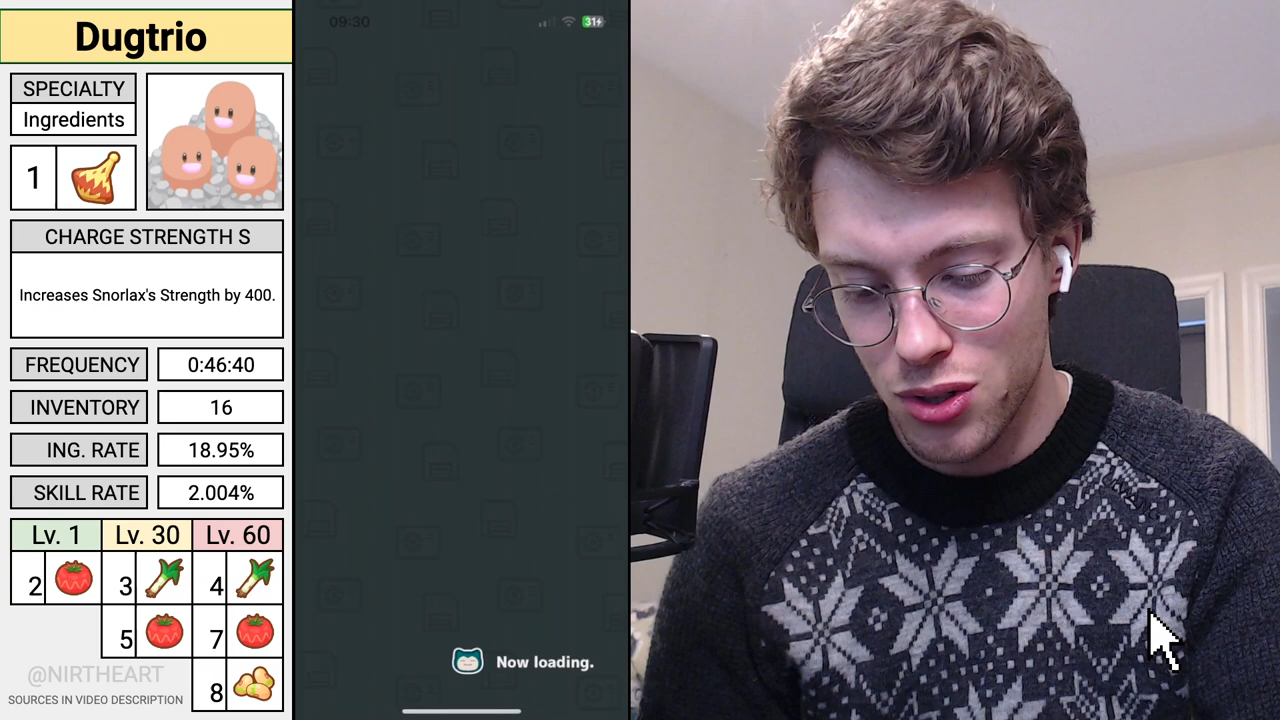 Dugtrio
SPECIALTY
Ingredients
1
CHARGE STRENGTH S
Increases Snorlax's Strength by 400.
FREQUENCY
0:46:40
INVENTORY
16
ING. RATE
18.95%
SKILL RATE
2.004%
Lv. 1
Lv. 30
Lv. 60
2
3
4
5
7
8
@NIRTHEART
SOURCES IN VIDEO DESCRIPTION
09:30
31
Now loading.